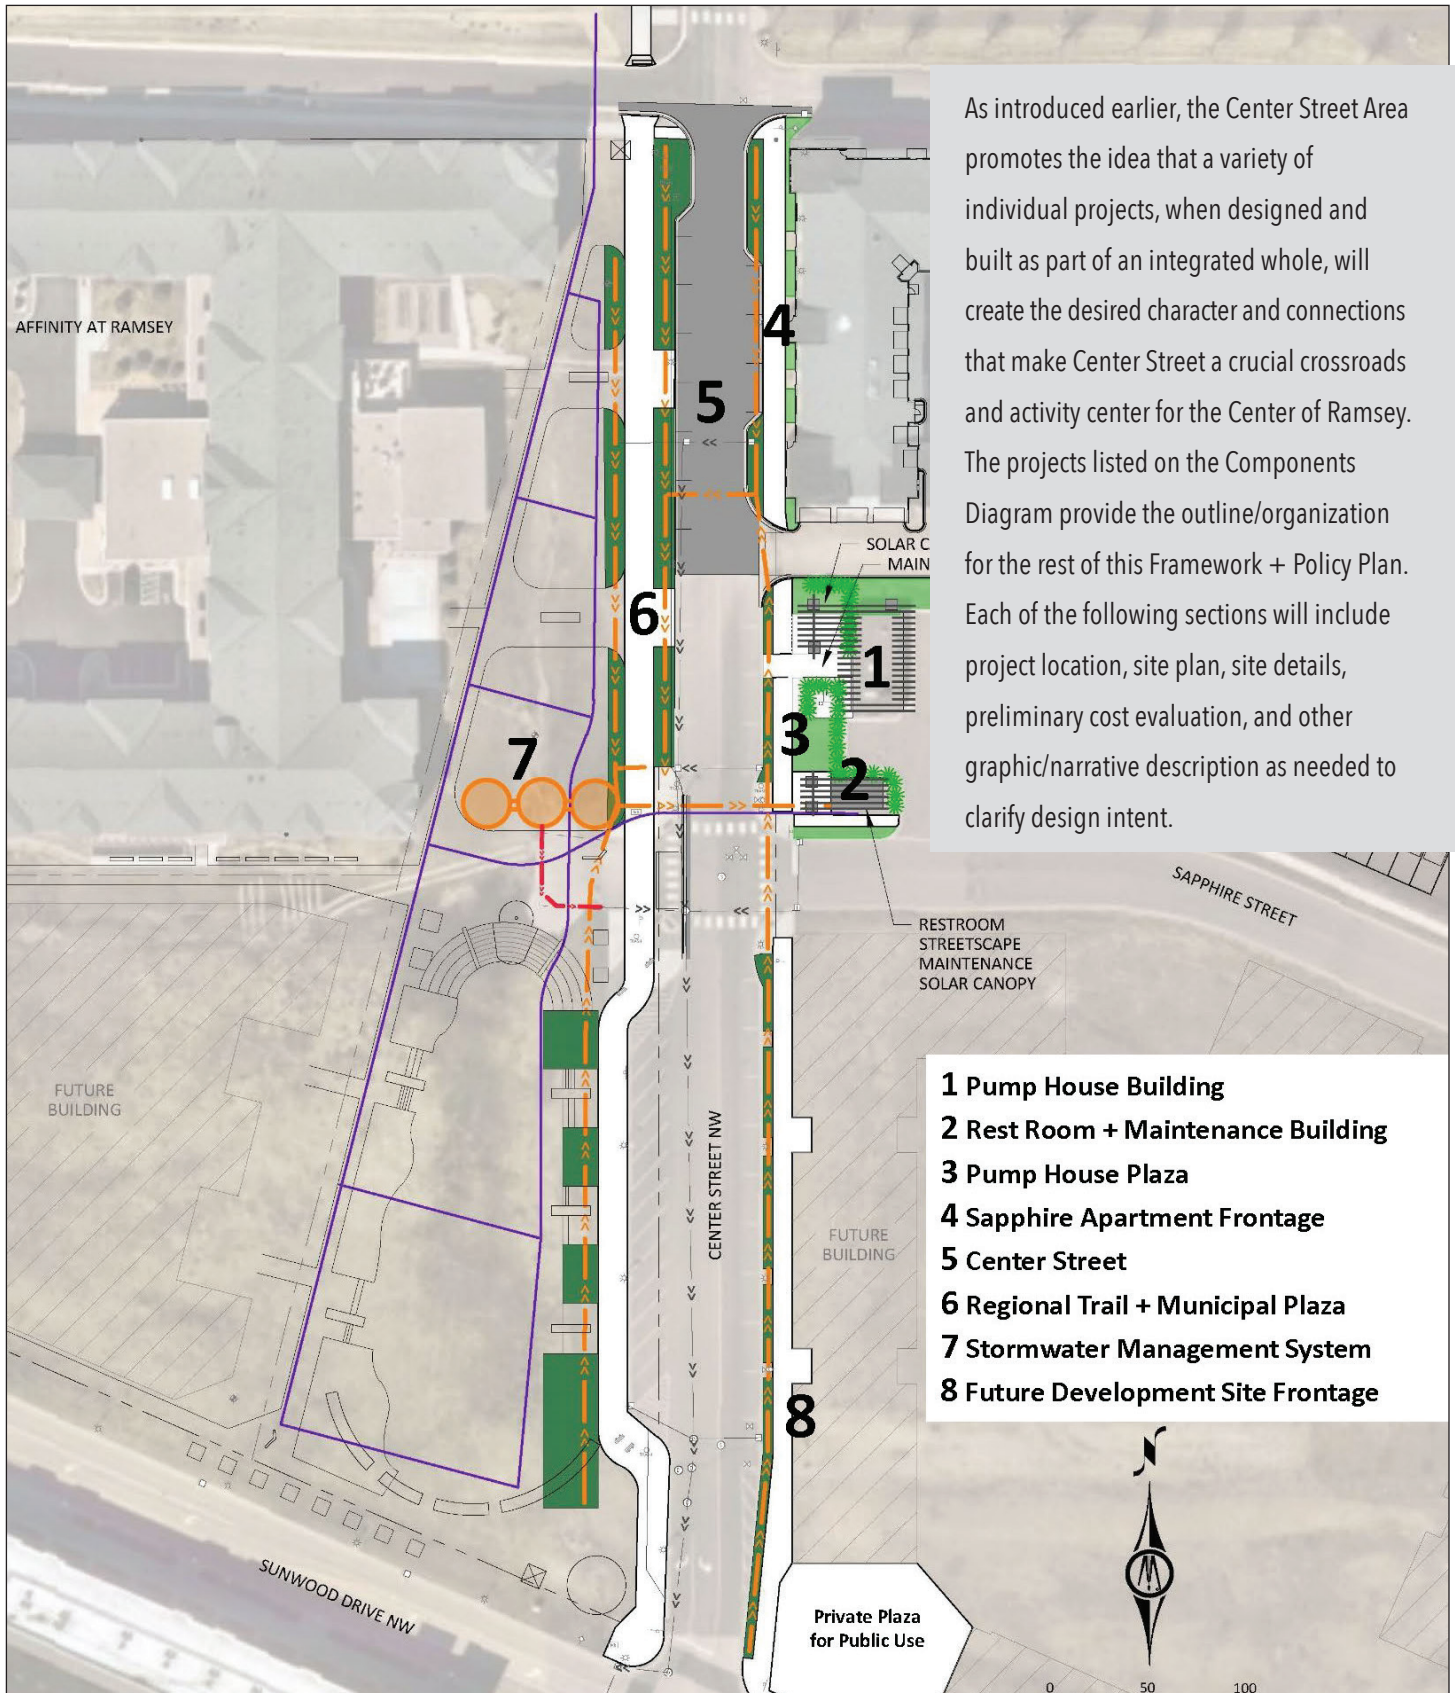 As introduced earlier, the Center Street Area
promotes the idea that a variety of
individual projects, when designed and
built as part of an integrated whole, will
create the desired character and connections
that make Center Street a crucial crossroads
and activity center for the Center of Ramsey.
The projects listed on the Components
Diagram provide the outline/organization
for the rest of this Framework + Policy Plan.
Each of the following sections will include
project location, site plan, site details,
preliminary cost evaluation, and other
graphic/narrative description as needed to
clarify design intent.
AFFINITY AT RAMSEY
4
5
SOLAR C
MAIN
6
1
3
7
2
SAPPHIRE STREET
RESTROOM
STREETSCAPE
MAINTENANCE
SOLAR CANOPY
FUTURE
BUILDING
CENTER STREET NW
FUTURE
BUILDING
1 Pump House Building
2 Rest Room + Maintenance Building
3 Pump House Plaza
4 Sapphire Apartment Frontage
5 Center Street
6 Regional Trail + Municipal Plaza
7 Stormwater Management System
8 Future Development Site Frontage
8
N
SUNWOOD DRIVE NW
Private Plaza
for Public Use
0 50 100